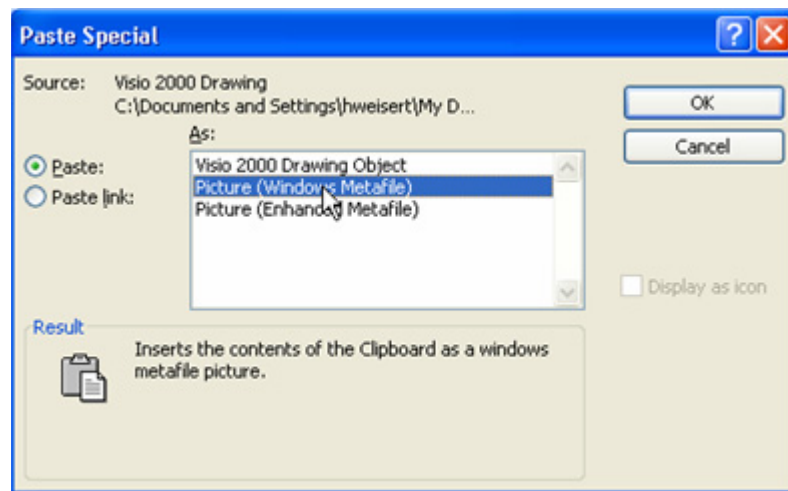 Paste Special
Source: Visio 2000 Drawing
C:\Documents and Settings\hweisert\My D...
As:
Paste:
Paste link:
Visio 2000 Drawing Object
Picture (Windows Metafile)
Picture (Enhanced Metafile)
OK
Cancel
Display as icon
Result
Inserts the contents of the Clipboard as a windows
metafile picture.